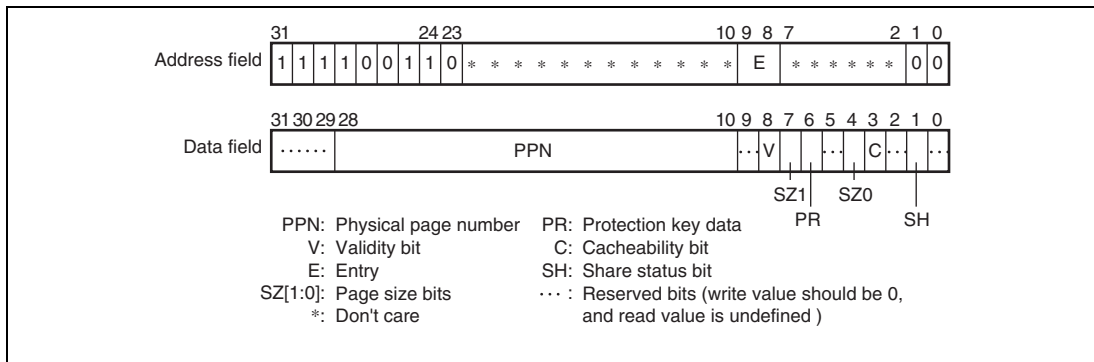 31 24 23 10 9 8 7 2 1 0
Address field 1 1 1 1 0 0 1 1 0 * * * * * * * * * * * * * E * * * * * * 0 0
31 30 29 28 10 9 8 7 6 5 4 3 2 1 0
Data field ...... PPN ... V ... C ... ...
SZ1 SZ0
PR SH
PPN: Physical page number PR: Protection key data
V: Validity bit C: Cacheability bit
E: Entry SH: Share status bit
SZ[1:0]: Page size bits ... : Reserved bits (write value should be 0,
*: Don't care and read value is undefined )